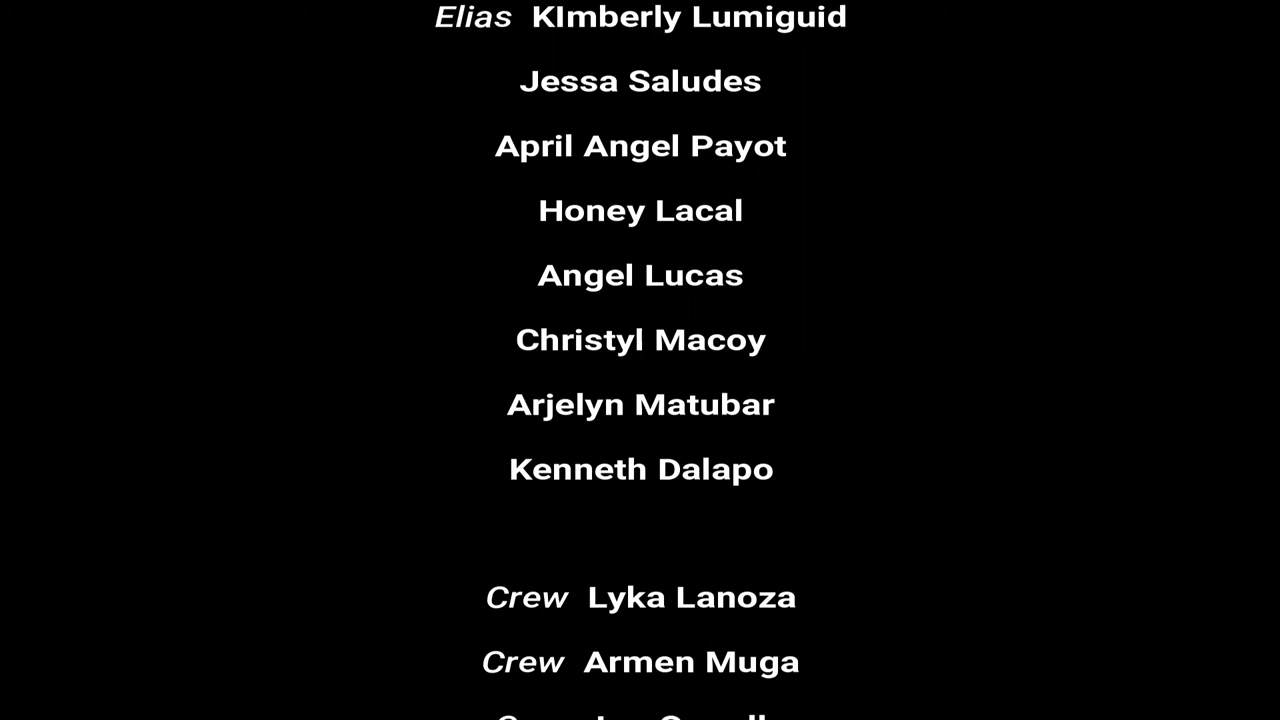 Elias KImberly Lumiguid
Jessa Saludes
April Angel Payot
Honey Lacal
Angel Lucas
Christyl Macoy
Arjelyn Matubar
Kenneth Dalapo
Crew Lyka Lanoza
Crew Armen Muga